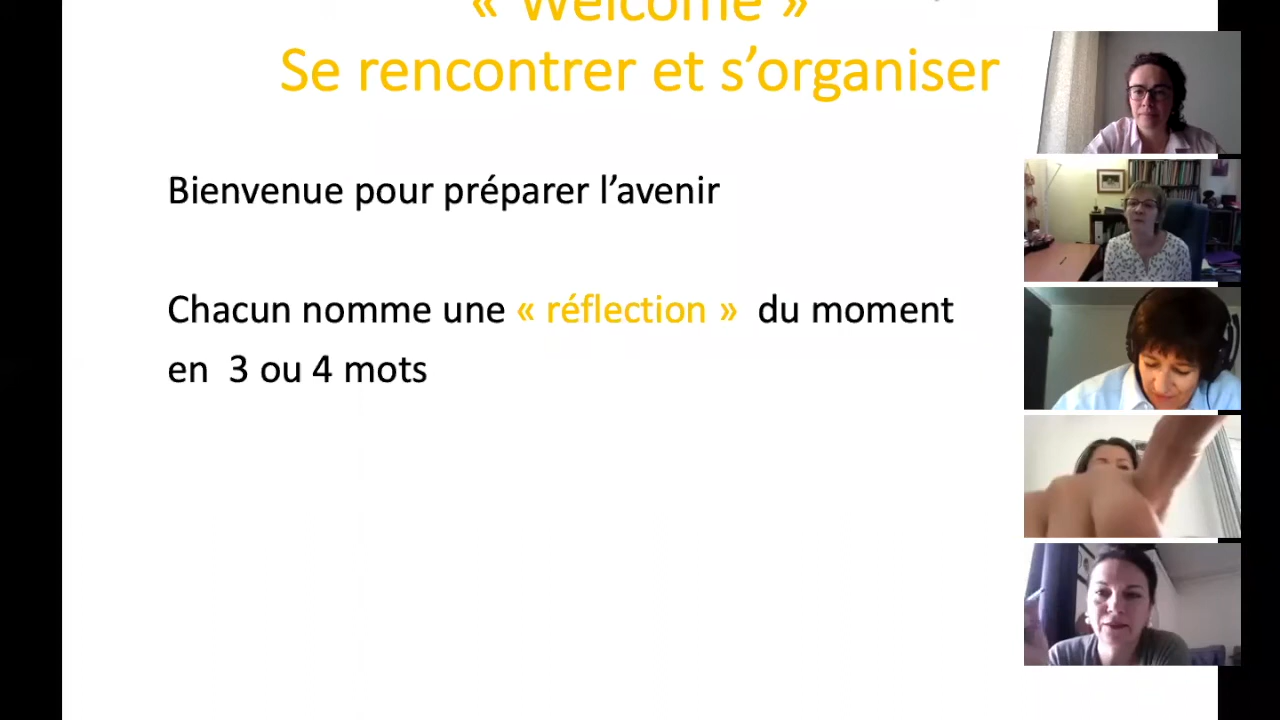 « Welcome »
Se rencontrer et s’organiser
Bienvenue pour préparer l’avenir
Chacun nomme une « réflection » du moment
en 3 ou 4 mots